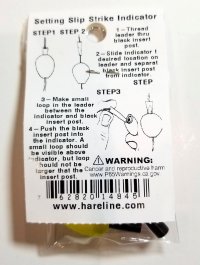 Setting Slip Strike Indicator
STEP1 STEP 2
1 - Thread
leader thru
black insert
post.
2 - Slide indicator t
desired location on
leader and separat
black insert post
from indicator.
STEP
STEP3
3 - Make small
loop in the leader
between the
indicator and black
insert post.
4 - Push the black
insert post into
the indicator. A
small loop should
be visible above
indicator, but loop
should not be
larger than the
insert post.
WARNING:
Cancer and reproductive harm
www.P65Warnings.ca.gov
7 62820 14845
www.hareline.com